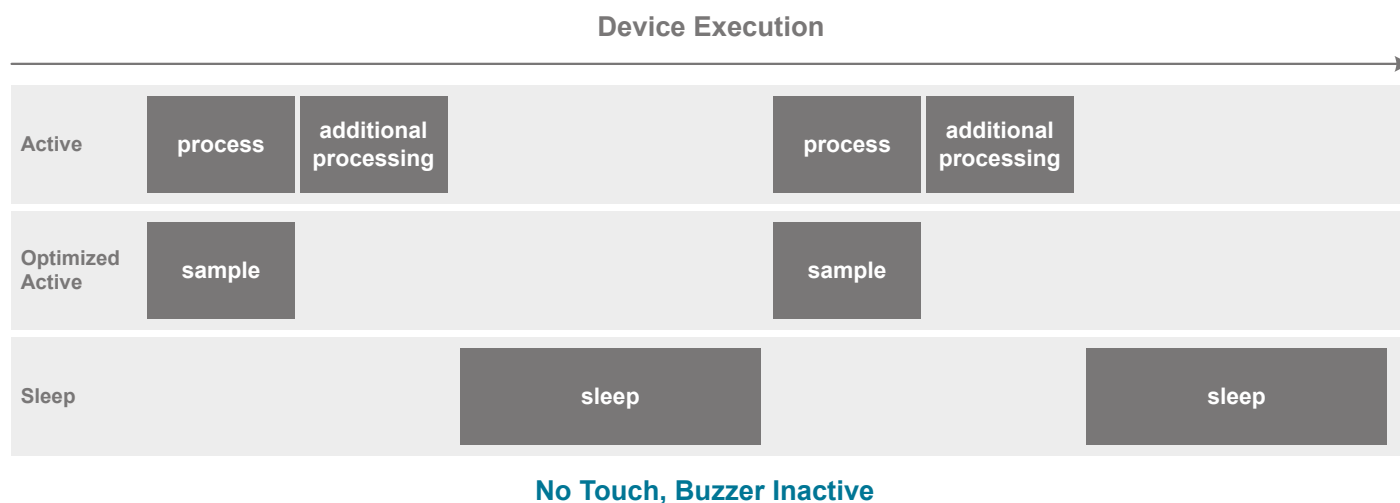 Device Execution
Active
process
additional
processing
process
additional
processing
Optimized
Active
sample
sample
Sleep
sleep
sleep
No Touch, Buzzer Inactive